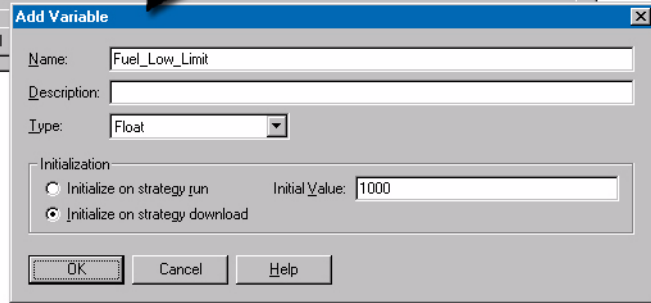 Add Variable
Name: Fuel_Low_Limit
Description:
Type: Float
Initialization
Initialize on strategy run Initial Value: 1000
Initialize on strategy download
OK Cancel Help